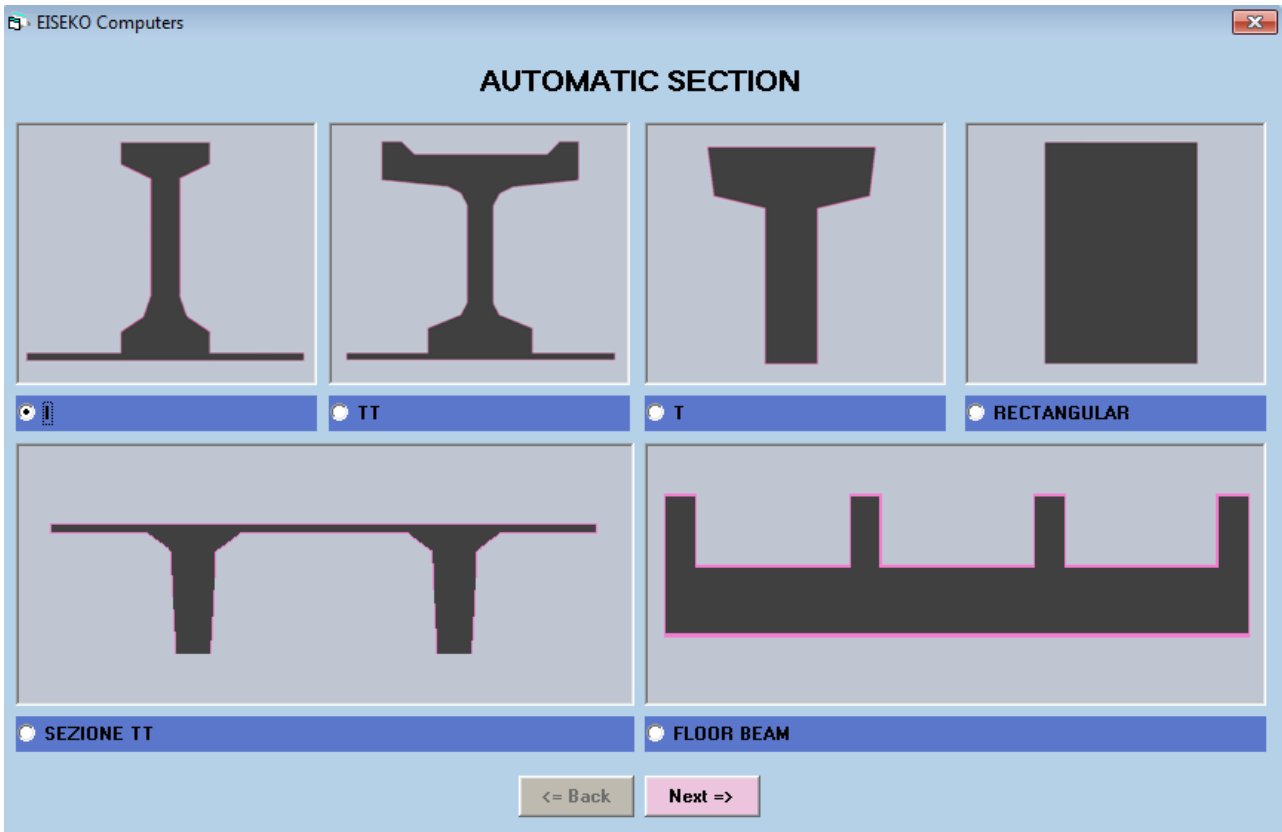 EISEKO Computers
AUTOMATIC SECTION
I
TT
T
RECTANGULAR
SEZIONE TT
FLOOR BEAM
<= Back
Next =>